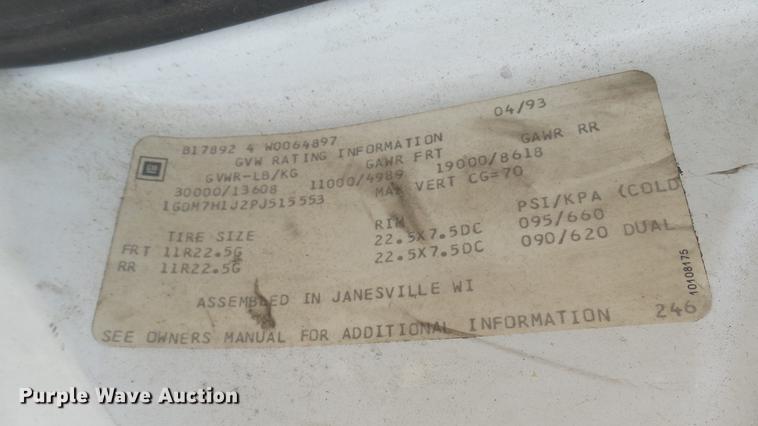 04/93
B17892 4 W0064897
GVW RATING INFORMATION
GVWR-LB/KG GAWR FRT GAWR RR
30000/13608 11000/4989 19000/8618
1GDM7H1J2PJ515553 MAX VERT CG=70
TIRE SIZE RIM PSI/KPA (COLD
FRT 11R22.5G 22.5X7.5DC 095/660
RR 11R22.5G 22.5X7.5DC 090/620 DUAL
ASSEMBLED IN JANESVILLE WI
SEE OWNERS MANUAL FOR ADDITIONAL INFORMATION 246
10108175
GM
Purple Wave Auction